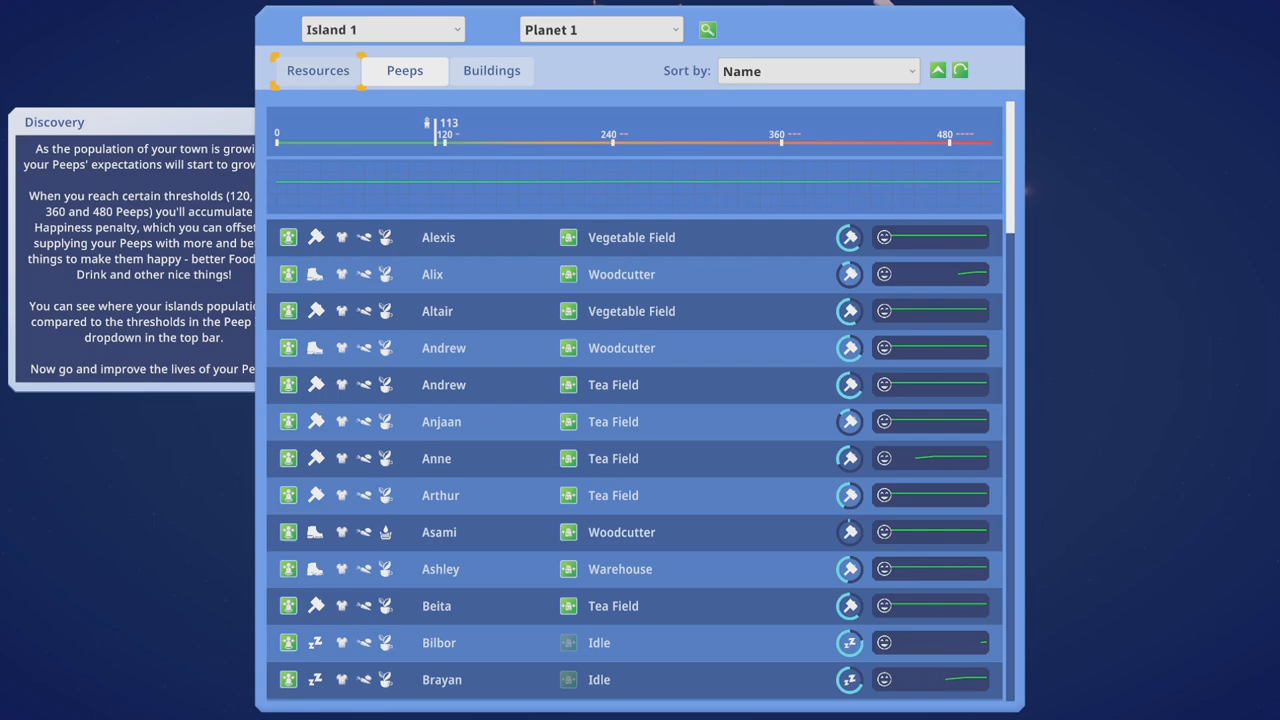 Island 1
Planet 1
Resources
Peeps
Buildings
Sort by:
Name
Discovery
As the population of your town is growi
your Peeps' expectations will start to grow
When you reach certain thresholds (120,
360 and 480 Peeps) you'll accumulate
Happiness penalty, which you can offset
supplying your Peeps with more and be
things to make them happy - better Food
Drink and other nice things!
You can see where your islands populatio
compared to the thresholds in the Peep
dropdown in the top bar.
Now go and improve the lives of your Pe
113
0
120 -
240 --
360 ---
480 ----
Alexis Vegetable Field
Alix Woodcutter
Altair Vegetable Field
Andrew Woodcutter
Andrew Tea Field
Anjaan Tea Field
Anne Tea Field
Arthur Tea Field
Asami Woodcutter
Ashley Warehouse
Beita Tea Field
Bilbor Idle
Brayan Idle